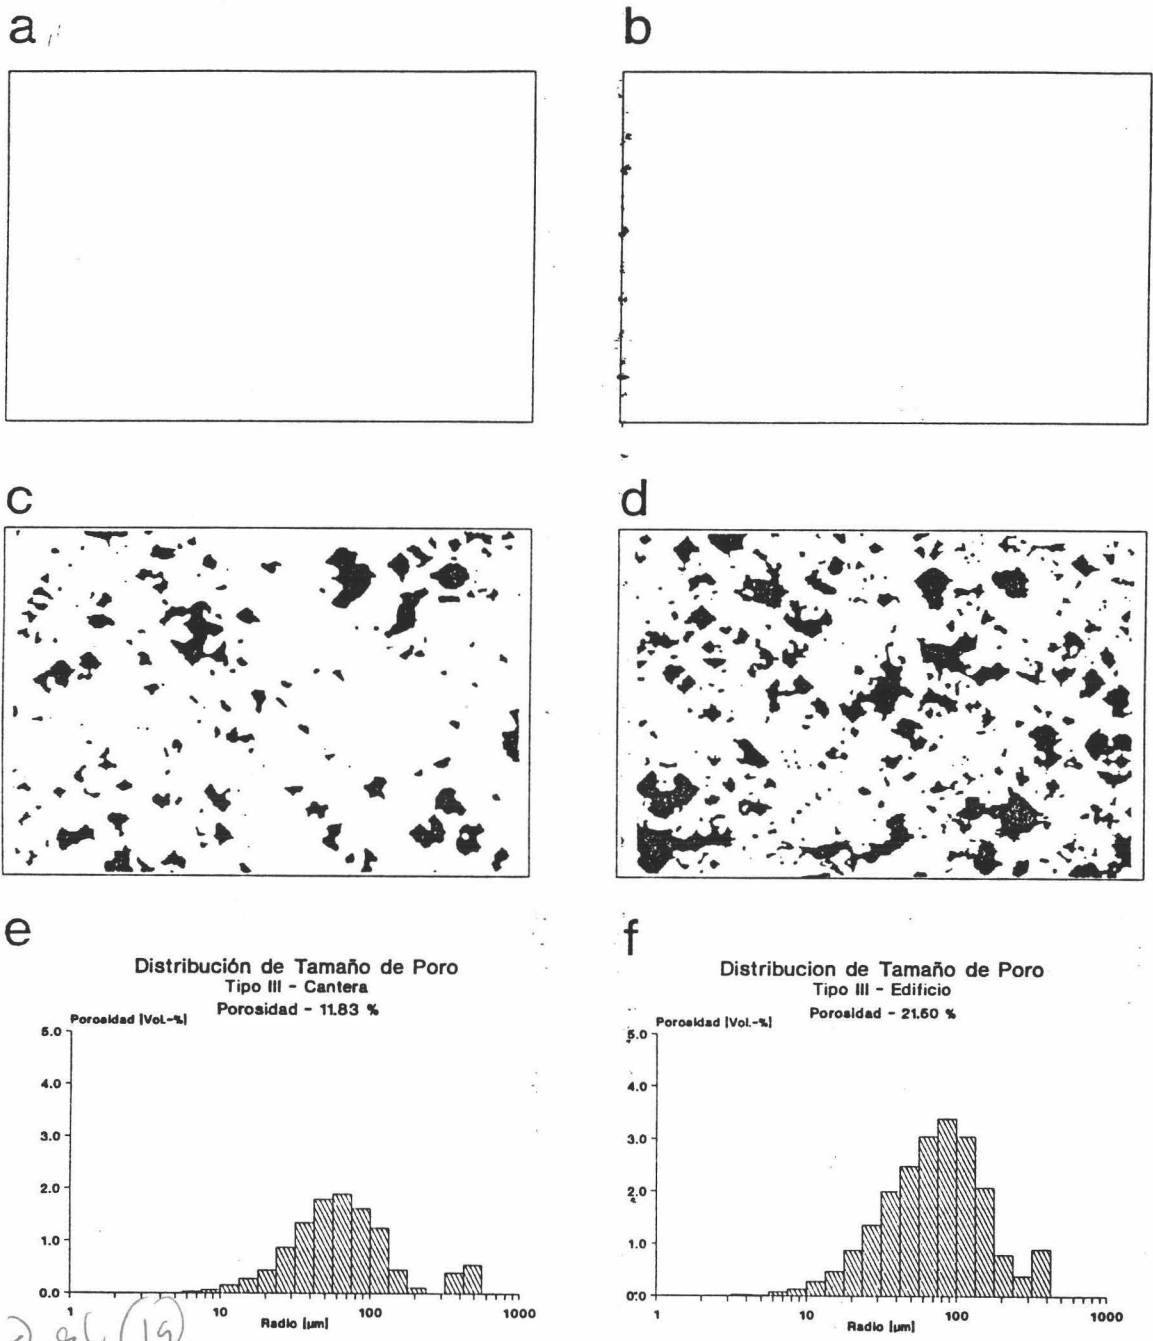 a
b
c
d
e
Distribución de Tamaño de Poro
Tipo III - Cantera
Porosidad - 11.83 %
Porosidad |Vol.-%|
5.0
4.0
3.0
2.0
1.0
0.0
1 10 100 1000
Radio |µm|
f
Distribucion de Tamaño de Poro
Tipo III - Edificio
Porosidad - 21.60 %
Porosidad |Vol.-%|
5.0
4.0
3.0
2.0
1.0
0.0
1 10 100 1000
Radio |µm|